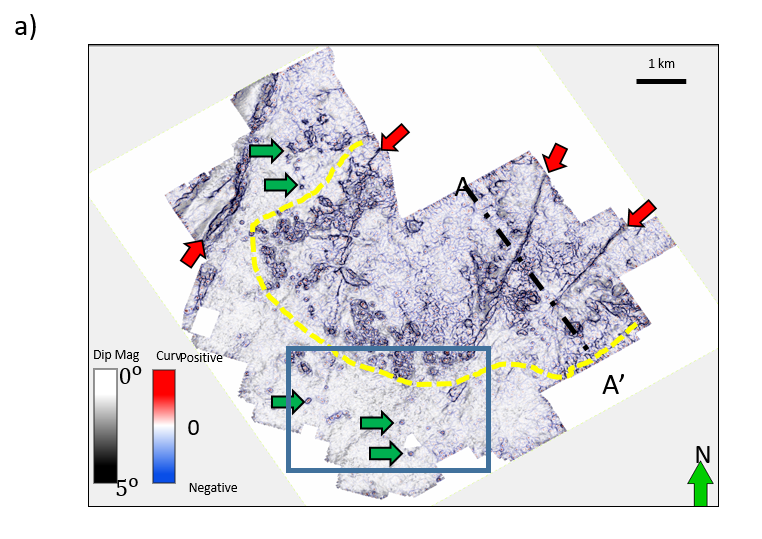 a)
1 km
A
Dip Mag
Curv
Positive
0°
0
5°
Negative
A’
N